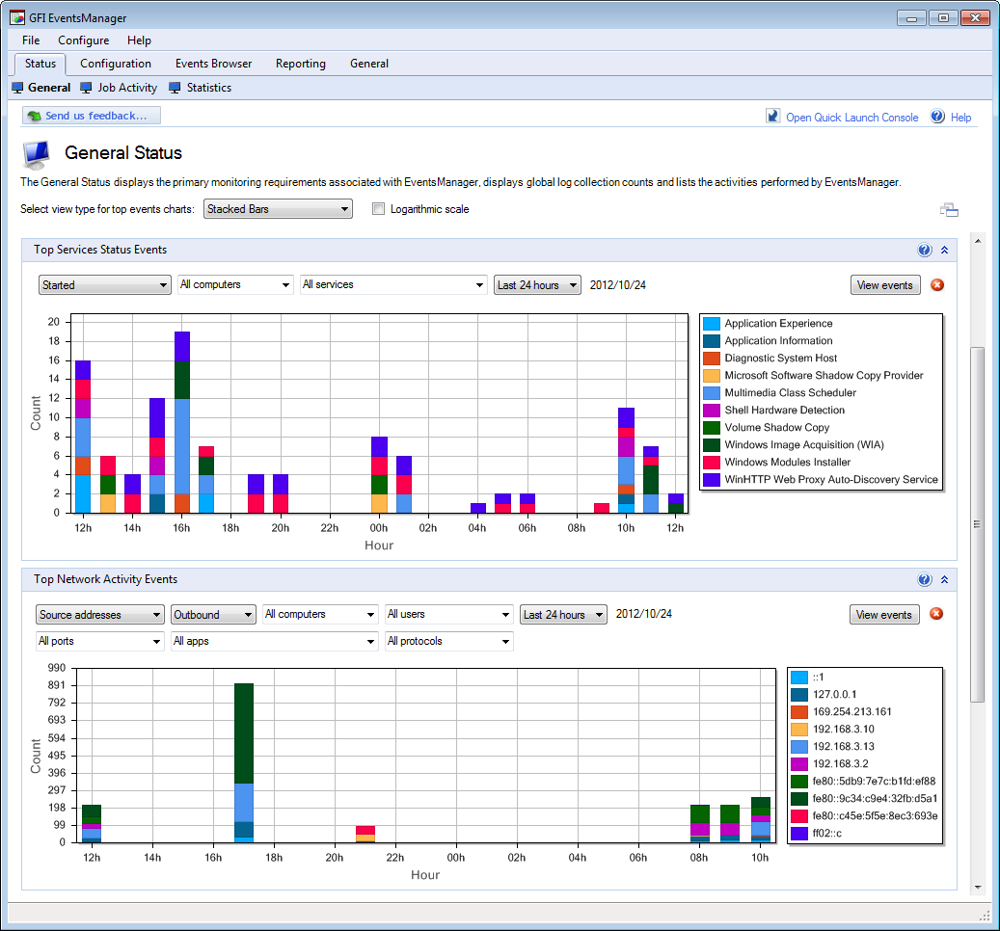 GFI EventsManager
File Configure Help
Status Configuration Events Browser Reporting General
General Job Activity Statistics
Send us feedback... Open Quick Launch Console Help
General Status
The General Status displays the primary monitoring requirements associated with EventsManager, displays global log collection counts and lists the activities performed by EventsManager.
Select view type for top events charts: Stacked Bars Logarithmic scale
Top Services Status Events
Started All computers All services Last 24 hours 2012/10/24 View events
20
18
16
14
12
10
8
6
4
2
0
Count
12h 14h 16h 18h 20h 22h 00h 02h 04h 06h 08h 10h 12h
Hour
Application Experience
Application Information
Diagnostic System Host
Microsoft Software Shadow Copy Provider
Multimedia Class Scheduler
Shell Hardware Detection
Volume Shadow Copy
Windows Image Acquisition (WIA)
Windows Modules Installer
WinHTTP Web Proxy Auto-Discovery Service
Top Network Activity Events
Source addresses Outbound All computers All users Last 24 hours 2012/10/24 View events
All ports All apps All protocols
990
891
792
693
594
495
396
297
198
99
0
Count
12h 14h 16h 18h 20h 22h 00h 02h 04h 06h 08h 10h
Hour
::1
127.0.0.1
169.254.213.161
192.168.3.10
192.168.3.13
192.168.3.2
fe80::5db9:7e7c:b1fd:ef88
fe80::9c34:c9e4:32fb:d5a1
fe80::c45e:5f5e:8ec3:693e
ff02::c